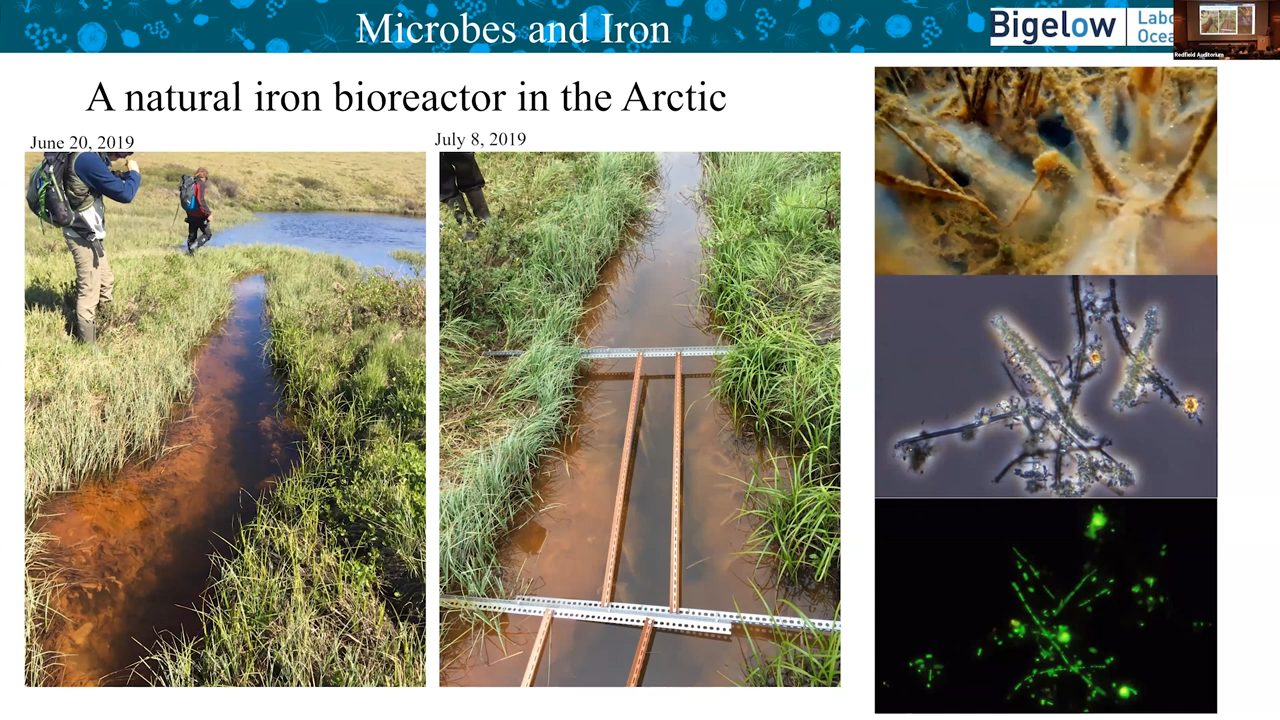 Microbes and Iron
Bigelow
Labo
Ocea
Redfield Auditorium
A natural iron bioreactor in the Arctic
June 20, 2019
July 8, 2019